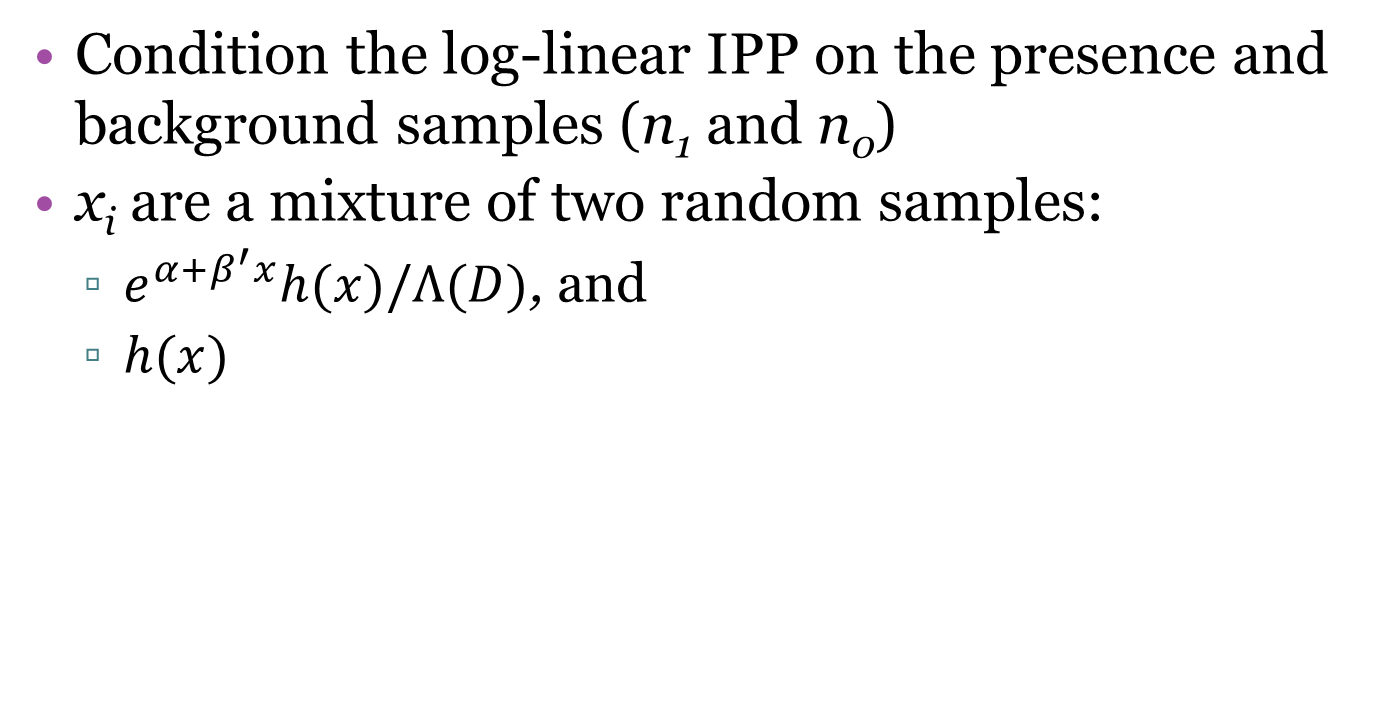 • Condition the log-linear IPP on the presence and
background samples (n₁ and n₀)
• xᵢ are a mixture of two random samples:
▫ e^{α+β′x}h(x)/Λ(D), and
▫ h(x)